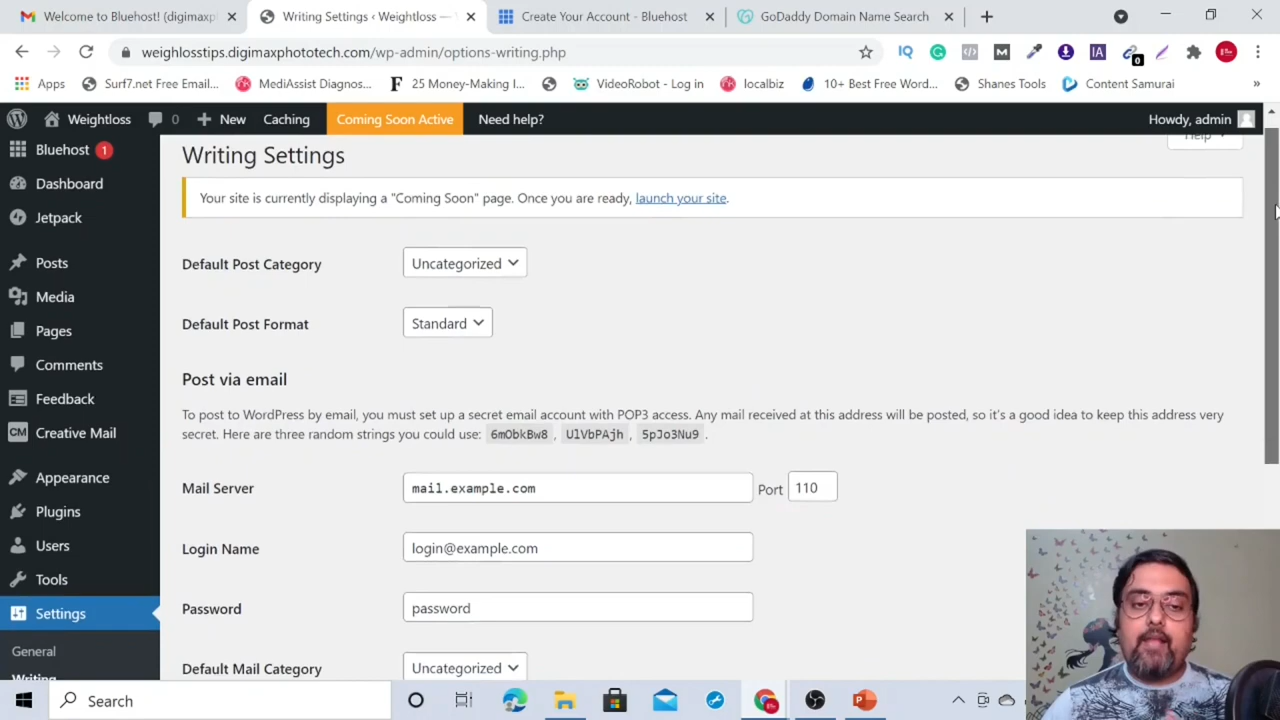 Welcome to Bluehost! (digimaxp
Writing Settings ‹ Weightloss —
Create Your Account - Bluehost
GoDaddy Domain Name Search
weighlosstips.digimaxphototech.com/wp-admin/options-writing.php
Apps
Surf7.net Free Email...
MediAssist Diagnos...
25 Money-Making I...
VideoRobot - Log in
localbiz
10+ Best Free Word...
Shanes Tools
Content Samurai
Weightloss
0
New
Caching
Coming Soon Active
Need help?
Howdy, admin
Bluehost 1
Dashboard
Jetpack
Posts
Media
Pages
Comments
Feedback
Creative Mail
Appearance
Plugins
Users
Tools
Settings
General
Writing
Help
Writing Settings
Your site is currently displaying a "Coming Soon" page. Once you are ready, launch your site.
Default Post Category
Uncategorized
Default Post Format
Standard
Post via email
To post to WordPress by email, you must set up a secret email account with POP3 access. Any mail received at this address will be posted, so it's a good idea to keep this address very
secret. Here are three random strings you could use: 6mObkBw8 , UlVbPAjh , 5pJo3Nu9 .
Mail Server
mail.example.com
Port
110
Login Name
login@example.com
Password
password
Default Mail Category
Uncategorized
Search